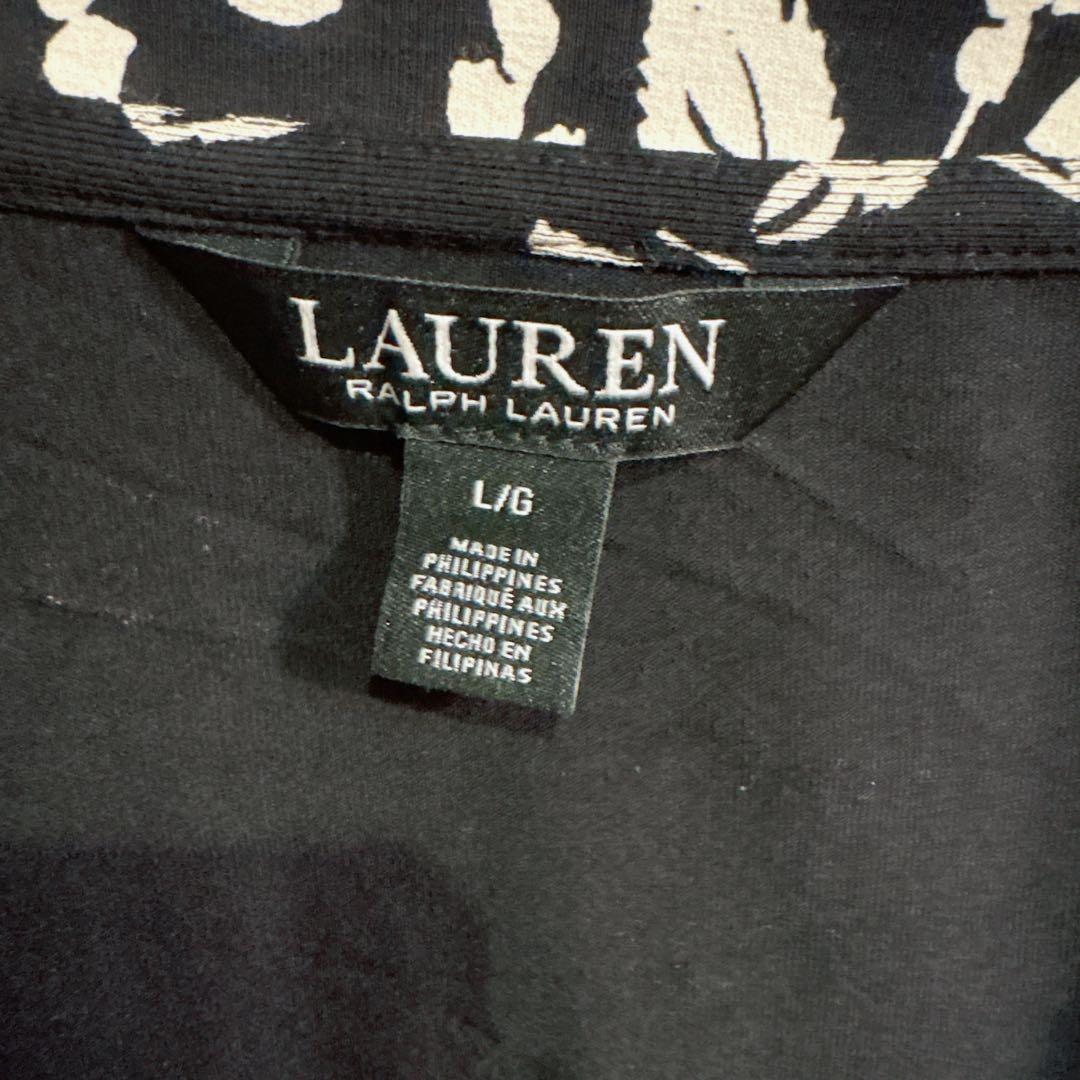 LAUREN
RALPH LAUREN
L/G
MADE IN
PHILIPPINES
FABRIQUÉ AUX
PHILIPPINES
HECHO EN
FILIPINAS